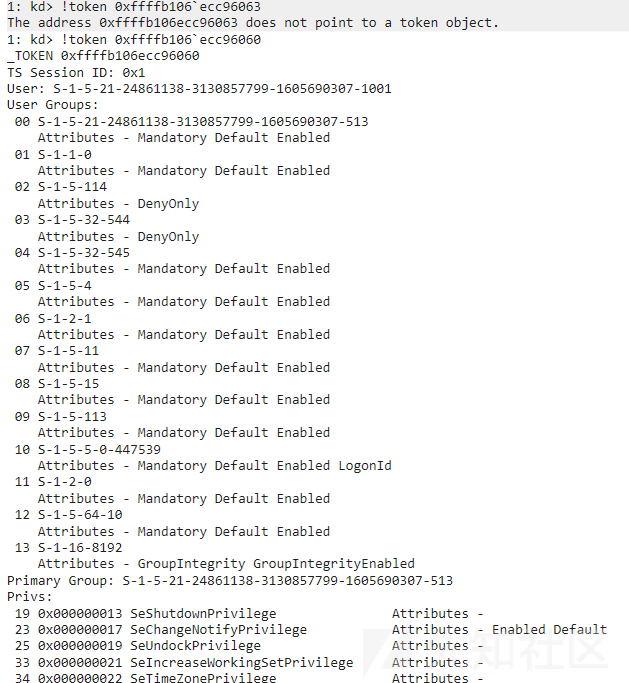 1: kd> !token 0xffffb106`ecc96063
The address 0xffffb106ecc96063 does not point to a token object.
1: kd> !token 0xffffb106`ecc96060
_TOKEN 0xffffb106ecc96060
TS Session ID: 0x1
User: S-1-5-21-24861138-3130857799-1605690307-1001
User Groups:
00 S-1-5-21-24861138-3130857799-1605690307-513
Attributes - Mandatory Default Enabled
01 S-1-1-0
Attributes - Mandatory Default Enabled
02 S-1-5-114
Attributes - DenyOnly
03 S-1-5-32-544
Attributes - DenyOnly
04 S-1-5-32-545
Attributes - Mandatory Default Enabled
05 S-1-5-4
Attributes - Mandatory Default Enabled
06 S-1-2-1
Attributes - Mandatory Default Enabled
07 S-1-5-11
Attributes - Mandatory Default Enabled
08 S-1-5-15
Attributes - Mandatory Default Enabled
09 S-1-5-113
Attributes - Mandatory Default Enabled
10 S-1-5-5-0-447539
Attributes - Mandatory Default Enabled LogonId
11 S-1-2-0
Attributes - Mandatory Default Enabled
12 S-1-5-64-10
Attributes - Mandatory Default Enabled
13 S-1-16-8192
Attributes - GroupIntegrity GroupIntegrityEnabled
Primary Group: S-1-5-21-24861138-3130857799-1605690307-513
Privs:
19 0x000000013 SeShutdownPrivilege Attributes -
23 0x000000017 SeChangeNotifyPrivilege Attributes - Enabled Default
25 0x000000019 SeUndockPrivilege Attributes -
33 0x000000021 SeIncreaseWorkingSetPrivilege Attributes -
34 0x000000022 SeTimeZonePrivilege Attributes -